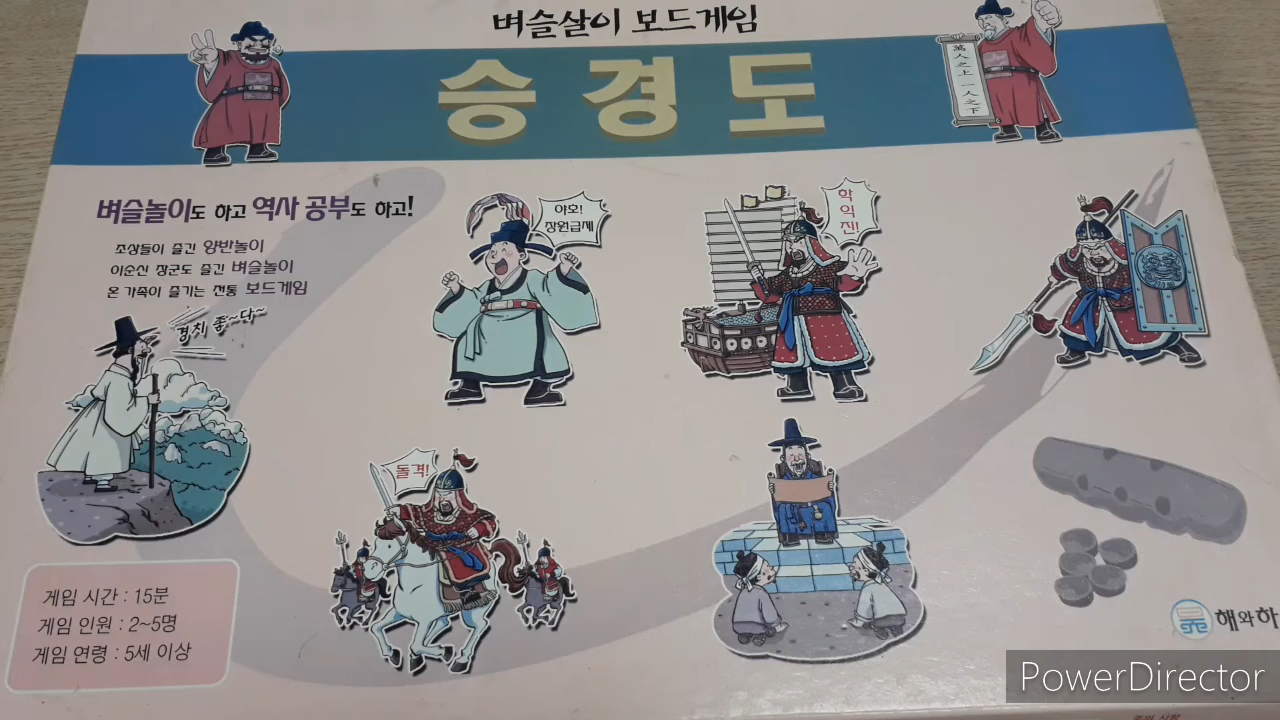 벼슬살이 보드게임
승경도
萬人之上一人之下
벼슬놀이도 하고 역사 공부도 하고!
조상들이 즐긴 양반놀이
이순신 장군도 즐긴 벼슬놀이
온 가족이 즐기는 전통 보드게임
경치 좋~다~
아오!
장원급제
학
익
진!
돌격!
게임 시간 : 15분
게임 인원 : 2~5명
게임 연령 : 5세 이상
해와하
PowerDirector